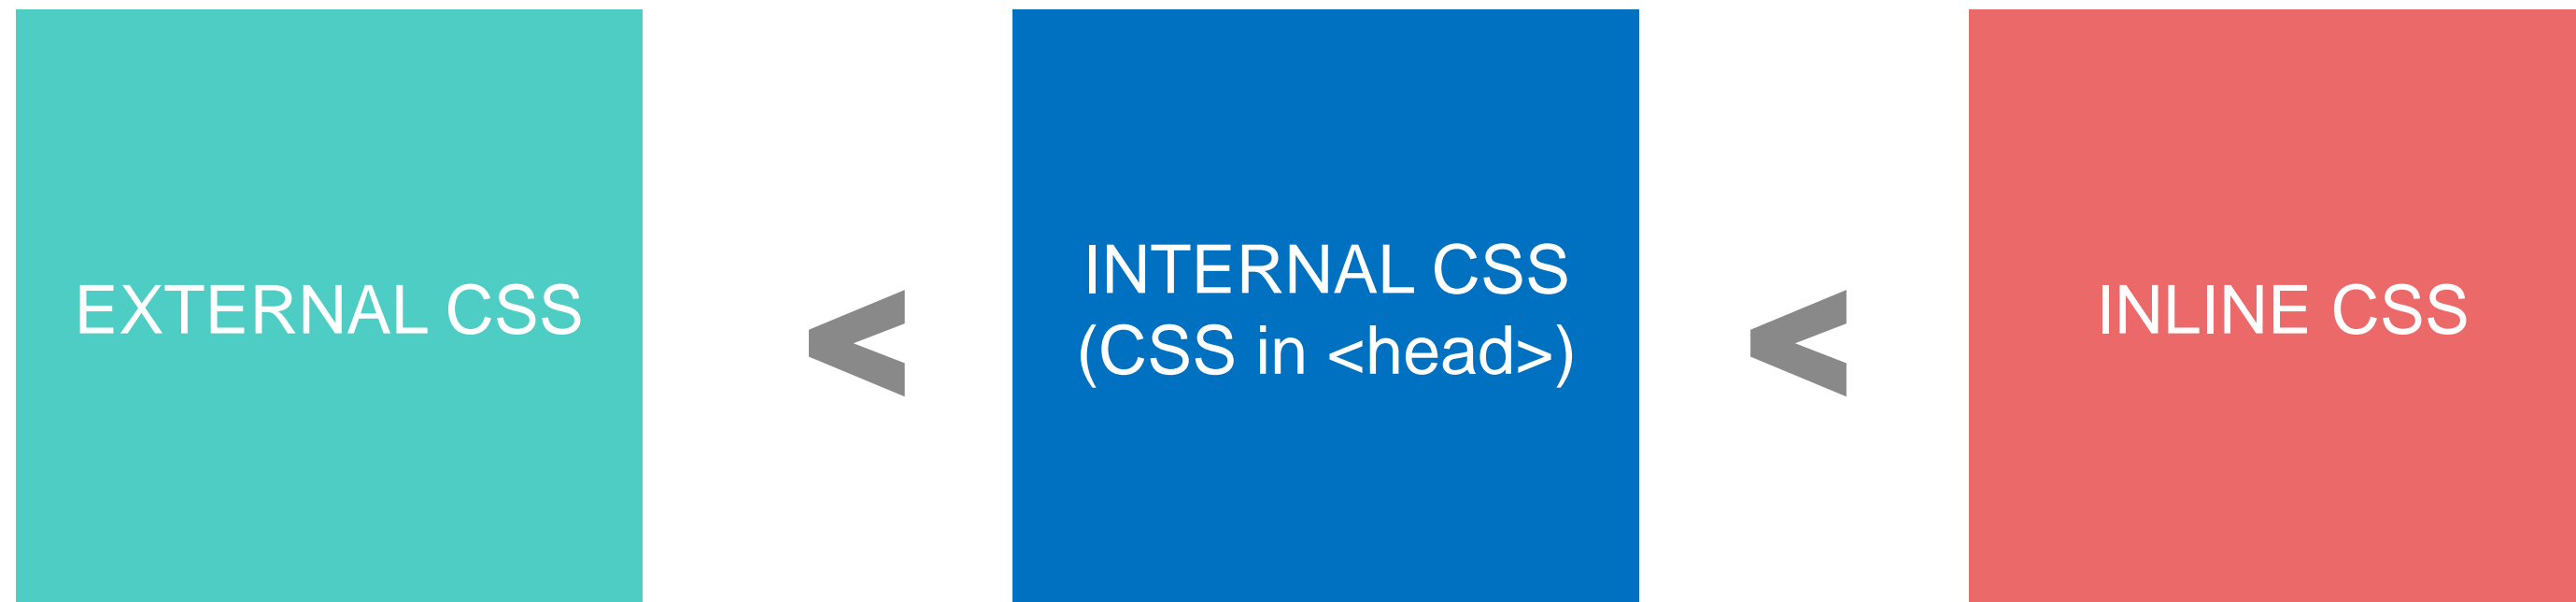 EXTERNAL CSS
<
INTERNAL CSS
(CSS in <head>)
<
INLINE CSS